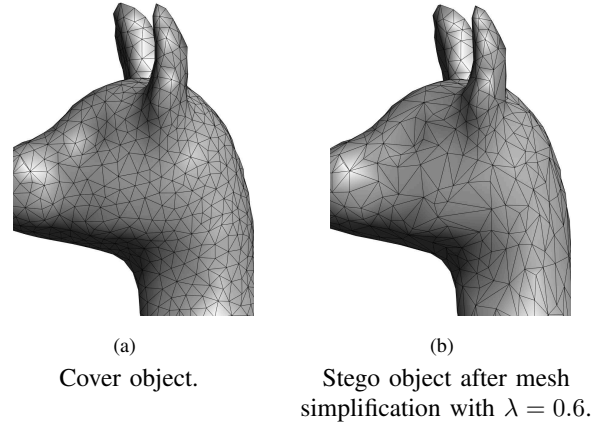 (a)
Cover object.
(b)
Stego object after mesh
simplification with λ = 0.6.